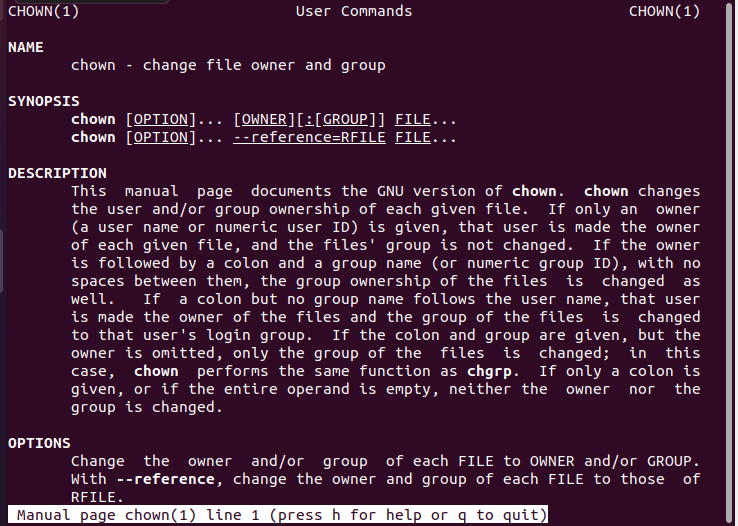 CHOWN(1)                        User Commands                        CHOWN(1)
NAME
chown - change file owner and group
SYNOPSIS
chown [OPTION]... [OWNER][:[GROUP]] FILE...
chown [OPTION]... --reference=RFILE FILE...
DESCRIPTION
This  manual  page  documents the GNU version of chown.  chown changes
the user and/or group ownership of each given file.  If only an  owner
(a user name or numeric user ID) is given, that user is made the owner
of each given file, and the files' group is not changed.  If the owner
is followed by a colon and a group name (or numeric group ID), with no
spaces between them, the group ownership of the files  is  changed  as
well.   If  a colon but no group name follows the user name, that user
is made the owner of the files and the group of the files  is  changed
to that user's login group.  If the colon and group are given, but the
owner is omitted, only the group of the  files  is  changed;  in  this
case,  chown  performs the same function as chgrp.  If only a colon is
given, or if the entire operand is empty, neither the  owner  nor  the
group is changed.
OPTIONS
Change  the  owner  and/or  group  of each FILE to OWNER and/or GROUP.
With --reference, change the owner and group of each FILE to those  of
RFILE.
Manual page chown(1) line 1 (press h for help or q to quit)